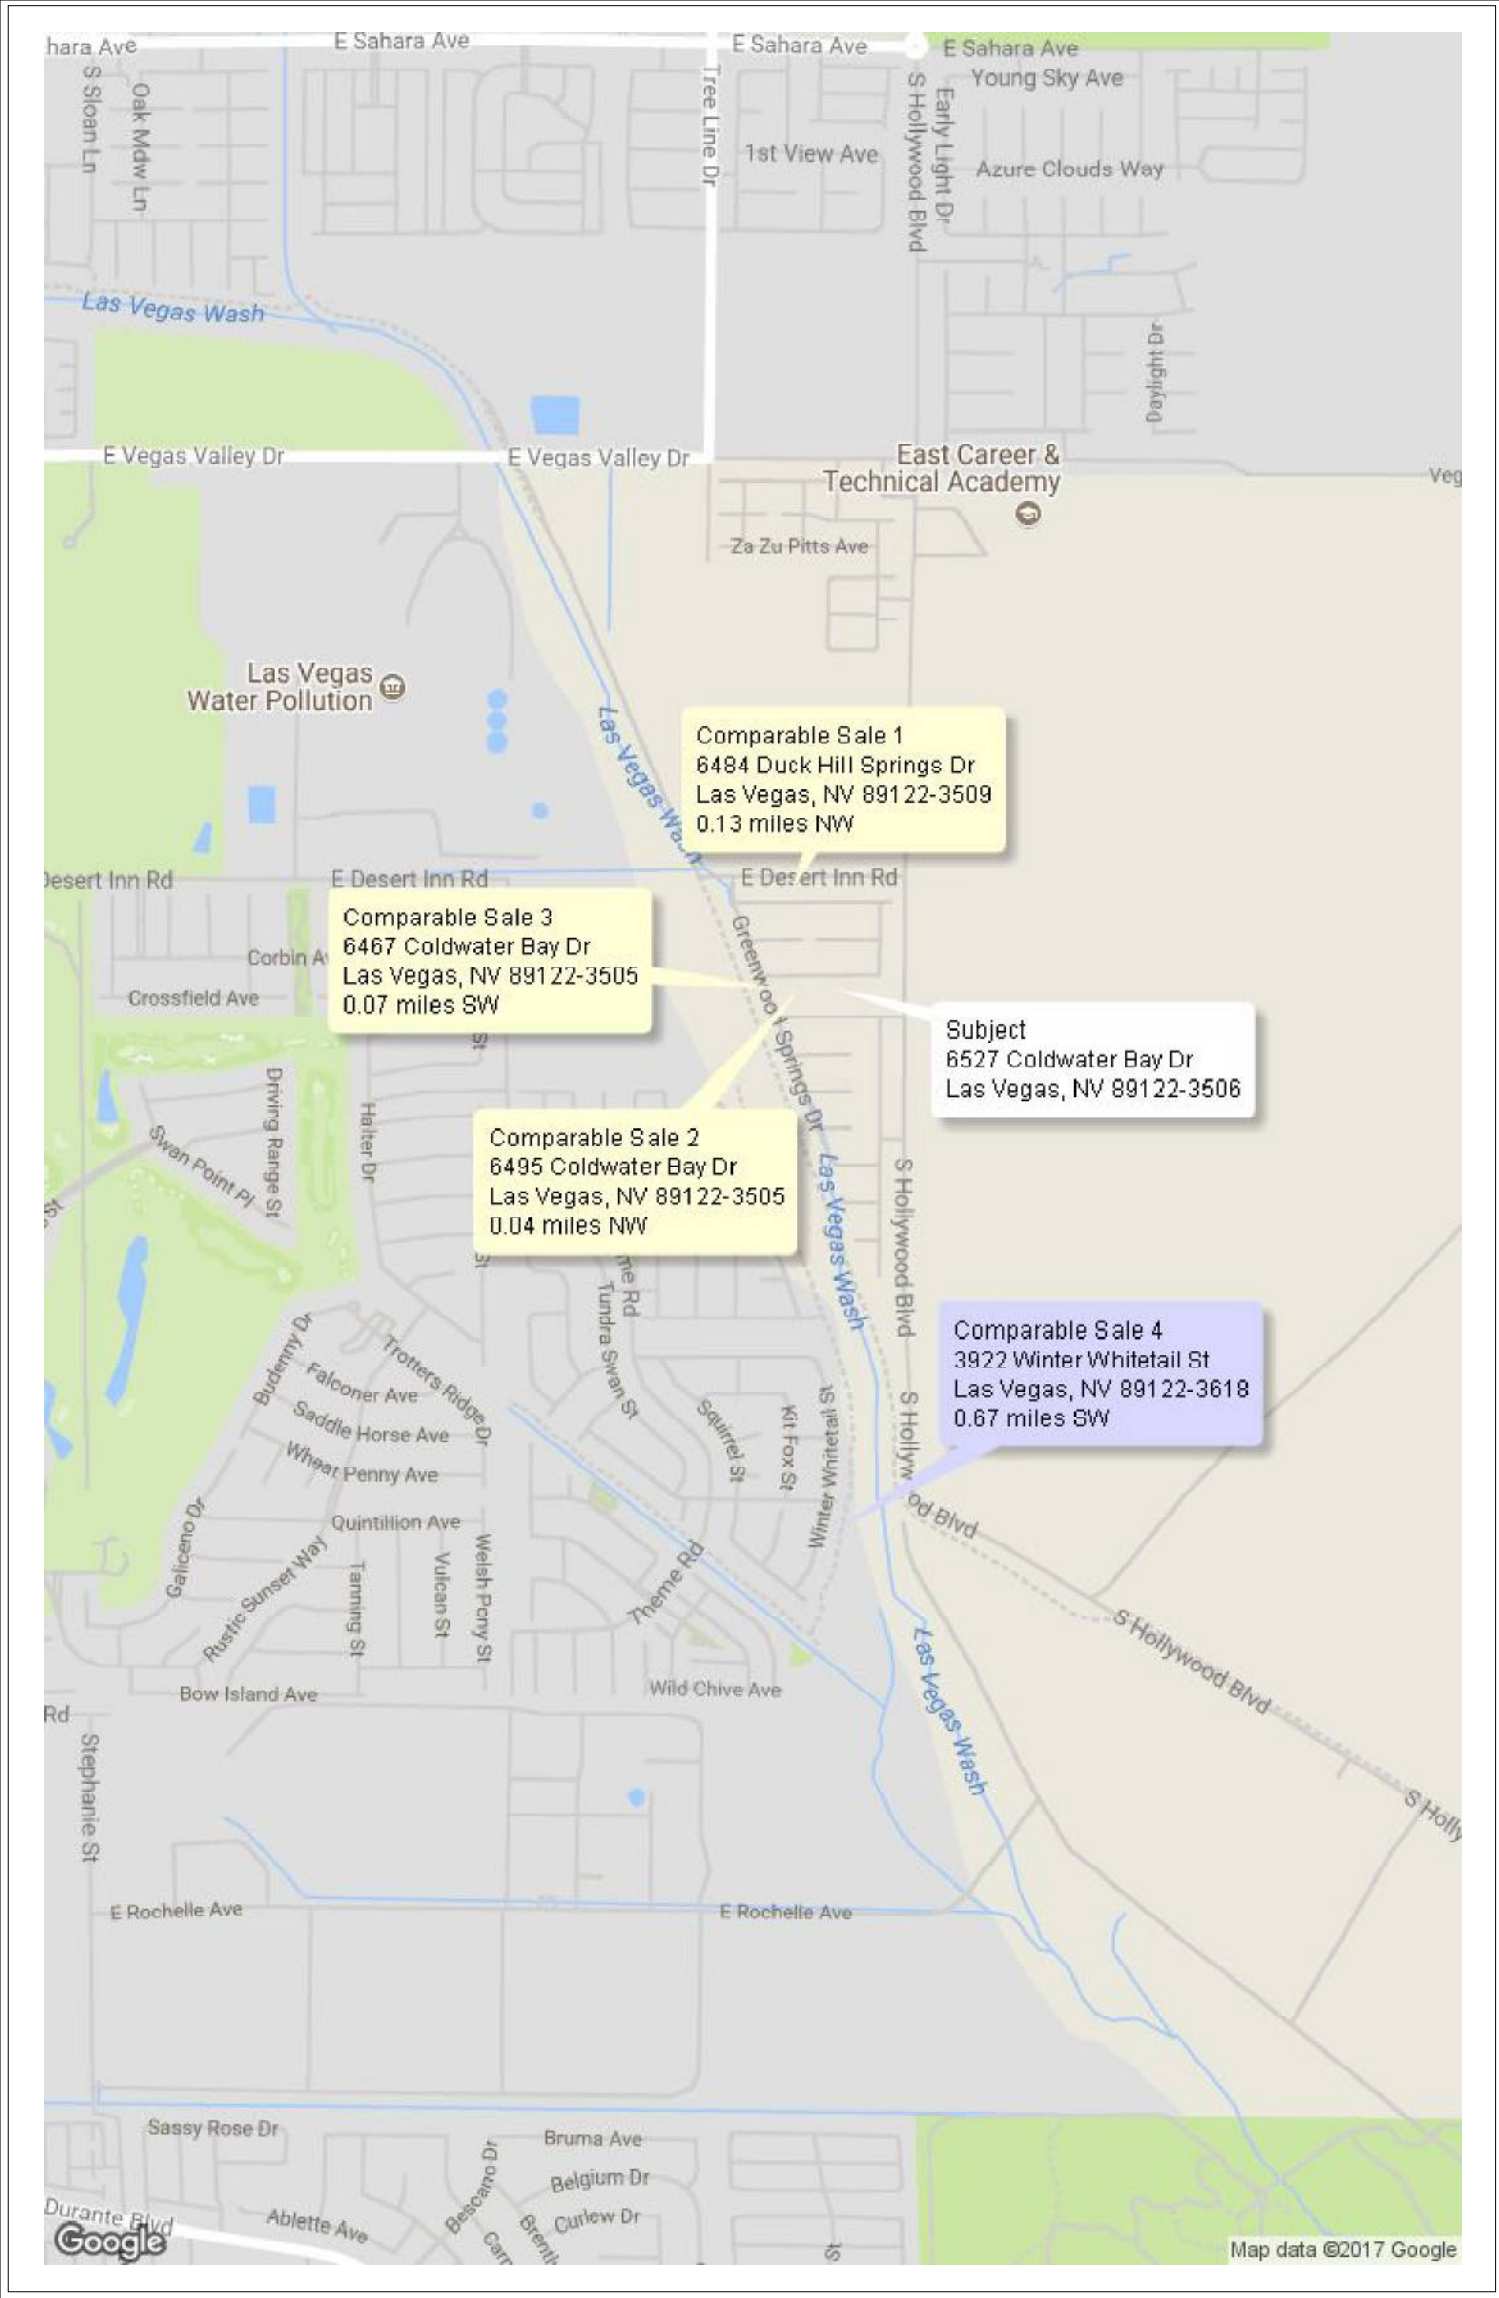 hara Ave
E Sahara Ave
E Sahara Ave
E Sahara Ave
S Sloan Ln
Oak Mdw Ln
Tree Line Dr
S Hollywood Blvd
Early Light Dr
Young Sky Ave
1st View Ave
Azure Clouds Way
Las Vegas Wash
Daylight Dr
E Vegas Valley Dr
E Vegas Valley Dr
East Career &
Technical Academy
Veg
Za Zu Pitts Ave
Las Vegas
Water Pollution
Las Vegas Wash
Comparable Sale 1
6484 Duck Hill Springs Dr
Las Vegas, NV 89122-3509
0.13 miles NW
Desert Inn Rd
E Desert Inn Rd
E Desert Inn Rd
Comparable Sale 3
6467 Coldwater Bay Dr
Las Vegas, NV 89122-3505
0.07 miles SW
Corbin A
Crossfield Ave
Greenwoo
d Springs Dr
Subject
6527 Coldwater Bay Dr
Las Vegas, NV 89122-3506
St
Driving Range St
Halter Dr
Swan Point Pl
St
Comparable Sale 2
6495 Coldwater Bay Dr
Las Vegas, NV 89122-3505
0.04 miles NW
Las Vegas Wash
S Hollywood Blvd
St
me Rd
Tundra Swan St
Comparable Sale 4
3922 Winter Whitetail St
Las Vegas, NV 89122-3618
0.67 miles SW
Budenny Dr
Trotters Ridge Dr
Falconer Ave
Saddle Horse Ave
Wheat Penny Ave
Squirrel St
Kit Fox St
Winter Whitetail St
S Hollyw
od Blvd
Galiceno Dr
Quintillion Ave
Rustic Sunset Way
Tanning St
Vulcan St
Welsh Pony St
Theme Rd
S Hollywood Blvd
Las Vegas Wash
Bow Island Ave
Wild Chive Ave
Rd
Stephanie St
S Holly
E Rochelle Ave
E Rochelle Ave
Sassy Rose Dr
Bruma Ave
Belgium Dr
Curlew Dr
Bescano Dr
Durante Blvd
Ablette Ave
Carr
Brent
St
Google
Map data ©2017 Google